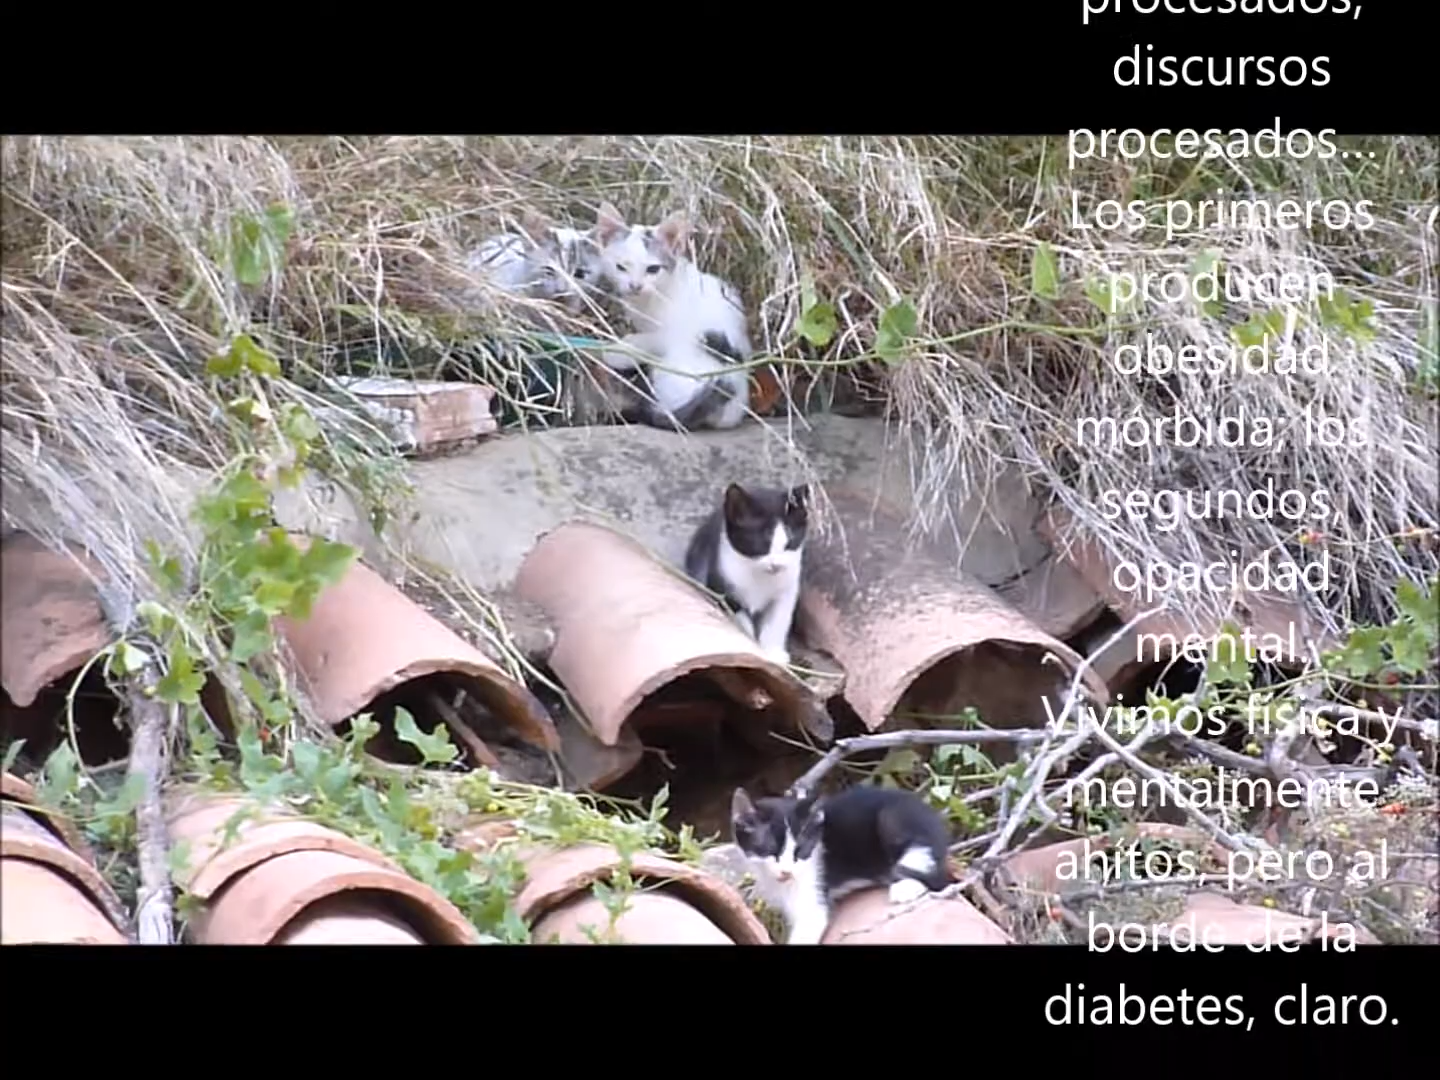 procesados,
discursos
procesados...
Los primeros
producen
obesidad
mórbida; los
segundos,
opacidad
mental.
Vivimos física y
mentalmente
ahítos, pero al
borde de la
diabetes, claro.